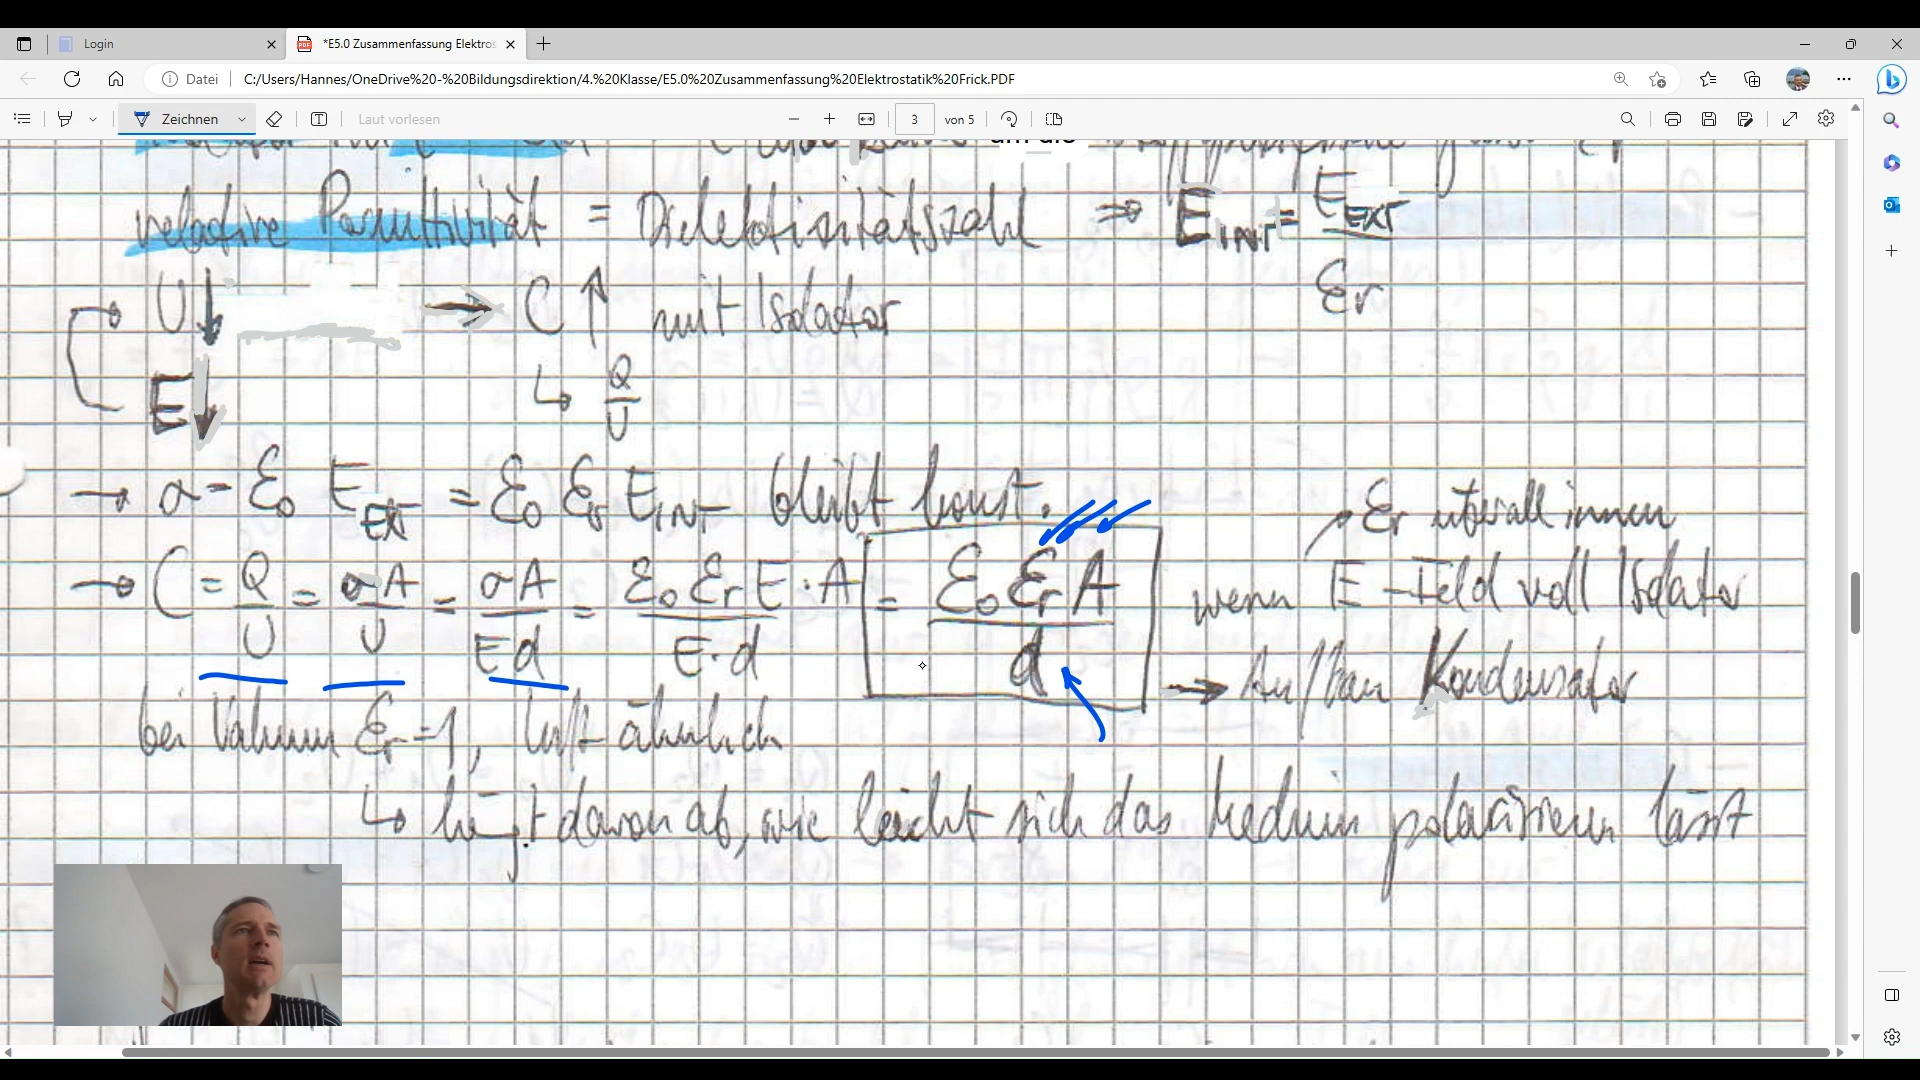 Login
*E5.0 Zusammenfassung Elektros
Datei C:/Users/Hannes/OneDrive%20-%20Bildungsdirektion/4.%20Klasse/E5.0%20Zusammenfassung%20Elektrostatik%20Frick.PDF
Zeichnen Laut vorlesen 3 von 5
um die
relative Permittivität = Dielektrizitätszahl ⇒ E_INT = E_EXT / εr
U↓ → C↑ mit Isolator
E↓ ↳ Q/U
→ σ = ε₀ E_EXT = ε₀ εr E_INT bleibt konst.
→ εr überall innen
→ C = Q/U = σA/U = σA/Ed = ε₀ εr E·A / E·d = ε₀ εr A / d wenn E-Feld voll Isolator
→ Aufbau Kondensator
bei Vakuum εr = 1, Luft ähnlich
↳ hängt davon ab, wie leicht sich das Medium polarisieren lässt